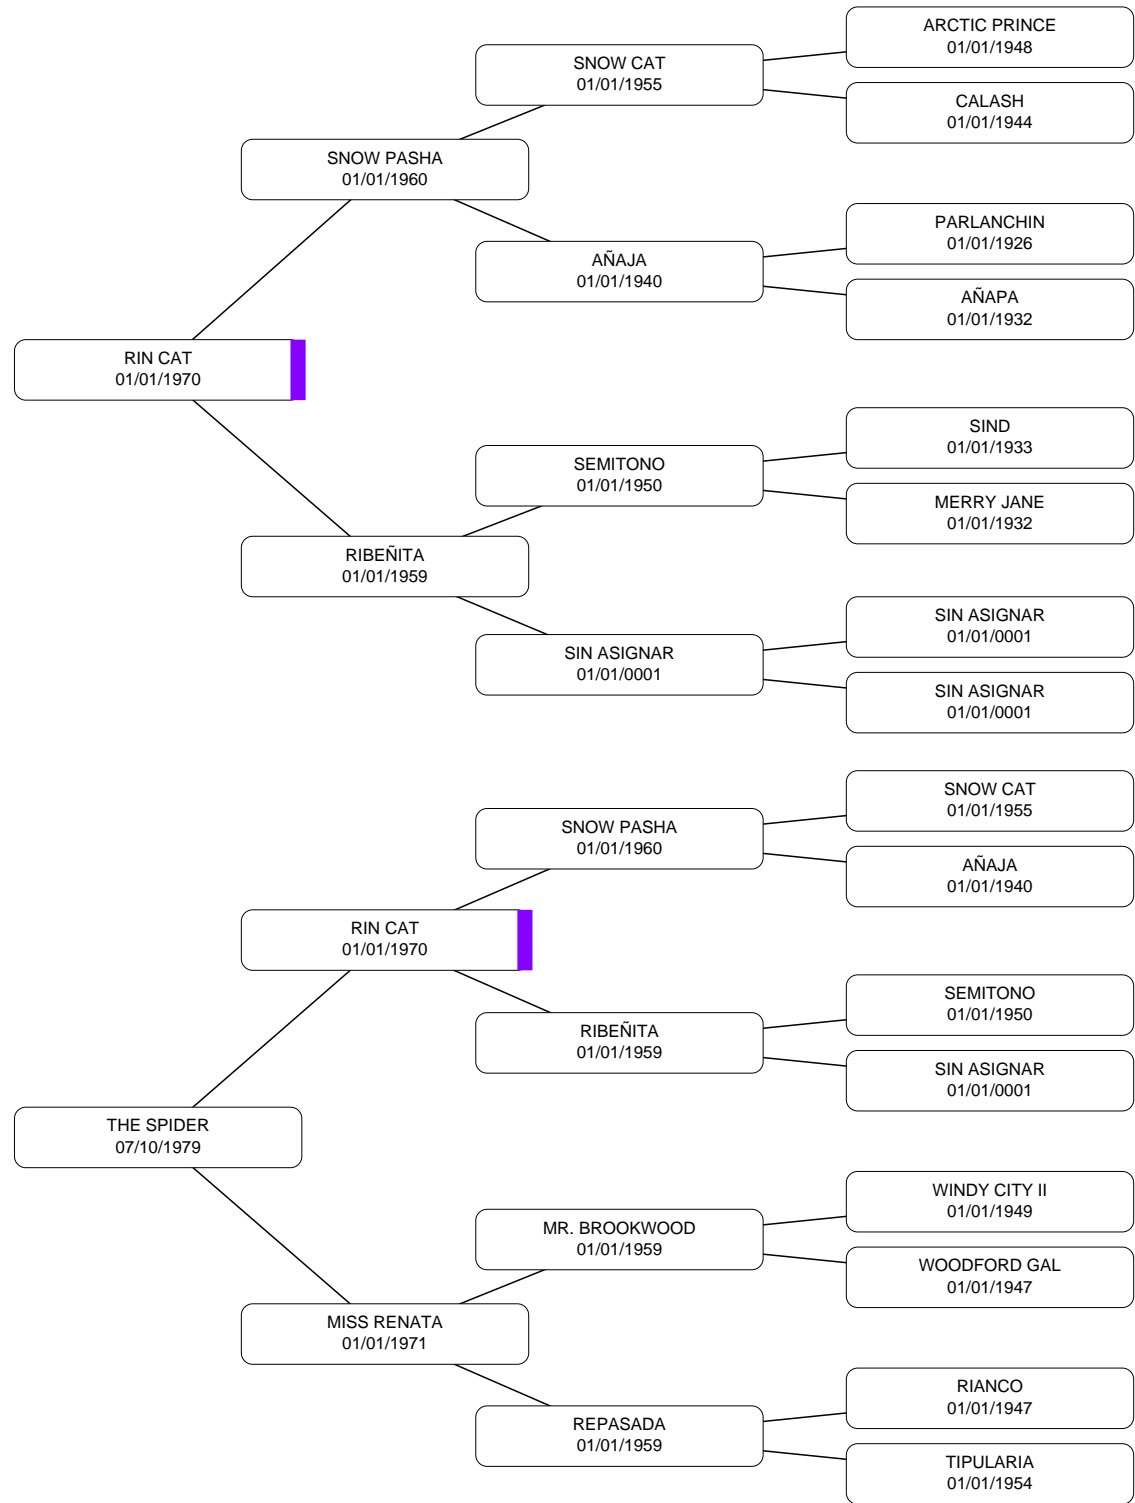 ARCTIC PRINCE
01/01/1948
SNOW CAT
01/01/1955
CALASH
01/01/1944
SNOW PASHA
01/01/1960
PARLANCHIN
01/01/1926
AÑAJA
01/01/1940
AÑAPA
01/01/1932
RIN CAT
01/01/1970
SIND
01/01/1933
SEMITONO
01/01/1950
MERRY JANE
01/01/1932
RIBEÑITA
01/01/1959
SIN ASIGNAR
01/01/0001
SIN ASIGNAR
01/01/0001
SIN ASIGNAR
01/01/0001
SNOW CAT
01/01/1955
SNOW PASHA
01/01/1960
AÑAJA
01/01/1940
RIN CAT
01/01/1970
SEMITONO
01/01/1950
RIBEÑITA
01/01/1959
SIN ASIGNAR
01/01/0001
THE SPIDER
07/10/1979
WINDY CITY II
01/01/1949
MR. BROOKWOOD
01/01/1959
WOODFORD GAL
01/01/1947
MISS RENATA
01/01/1971
RIANCO
01/01/1947
REPASADA
01/01/1959
TIPULARIA
01/01/1954